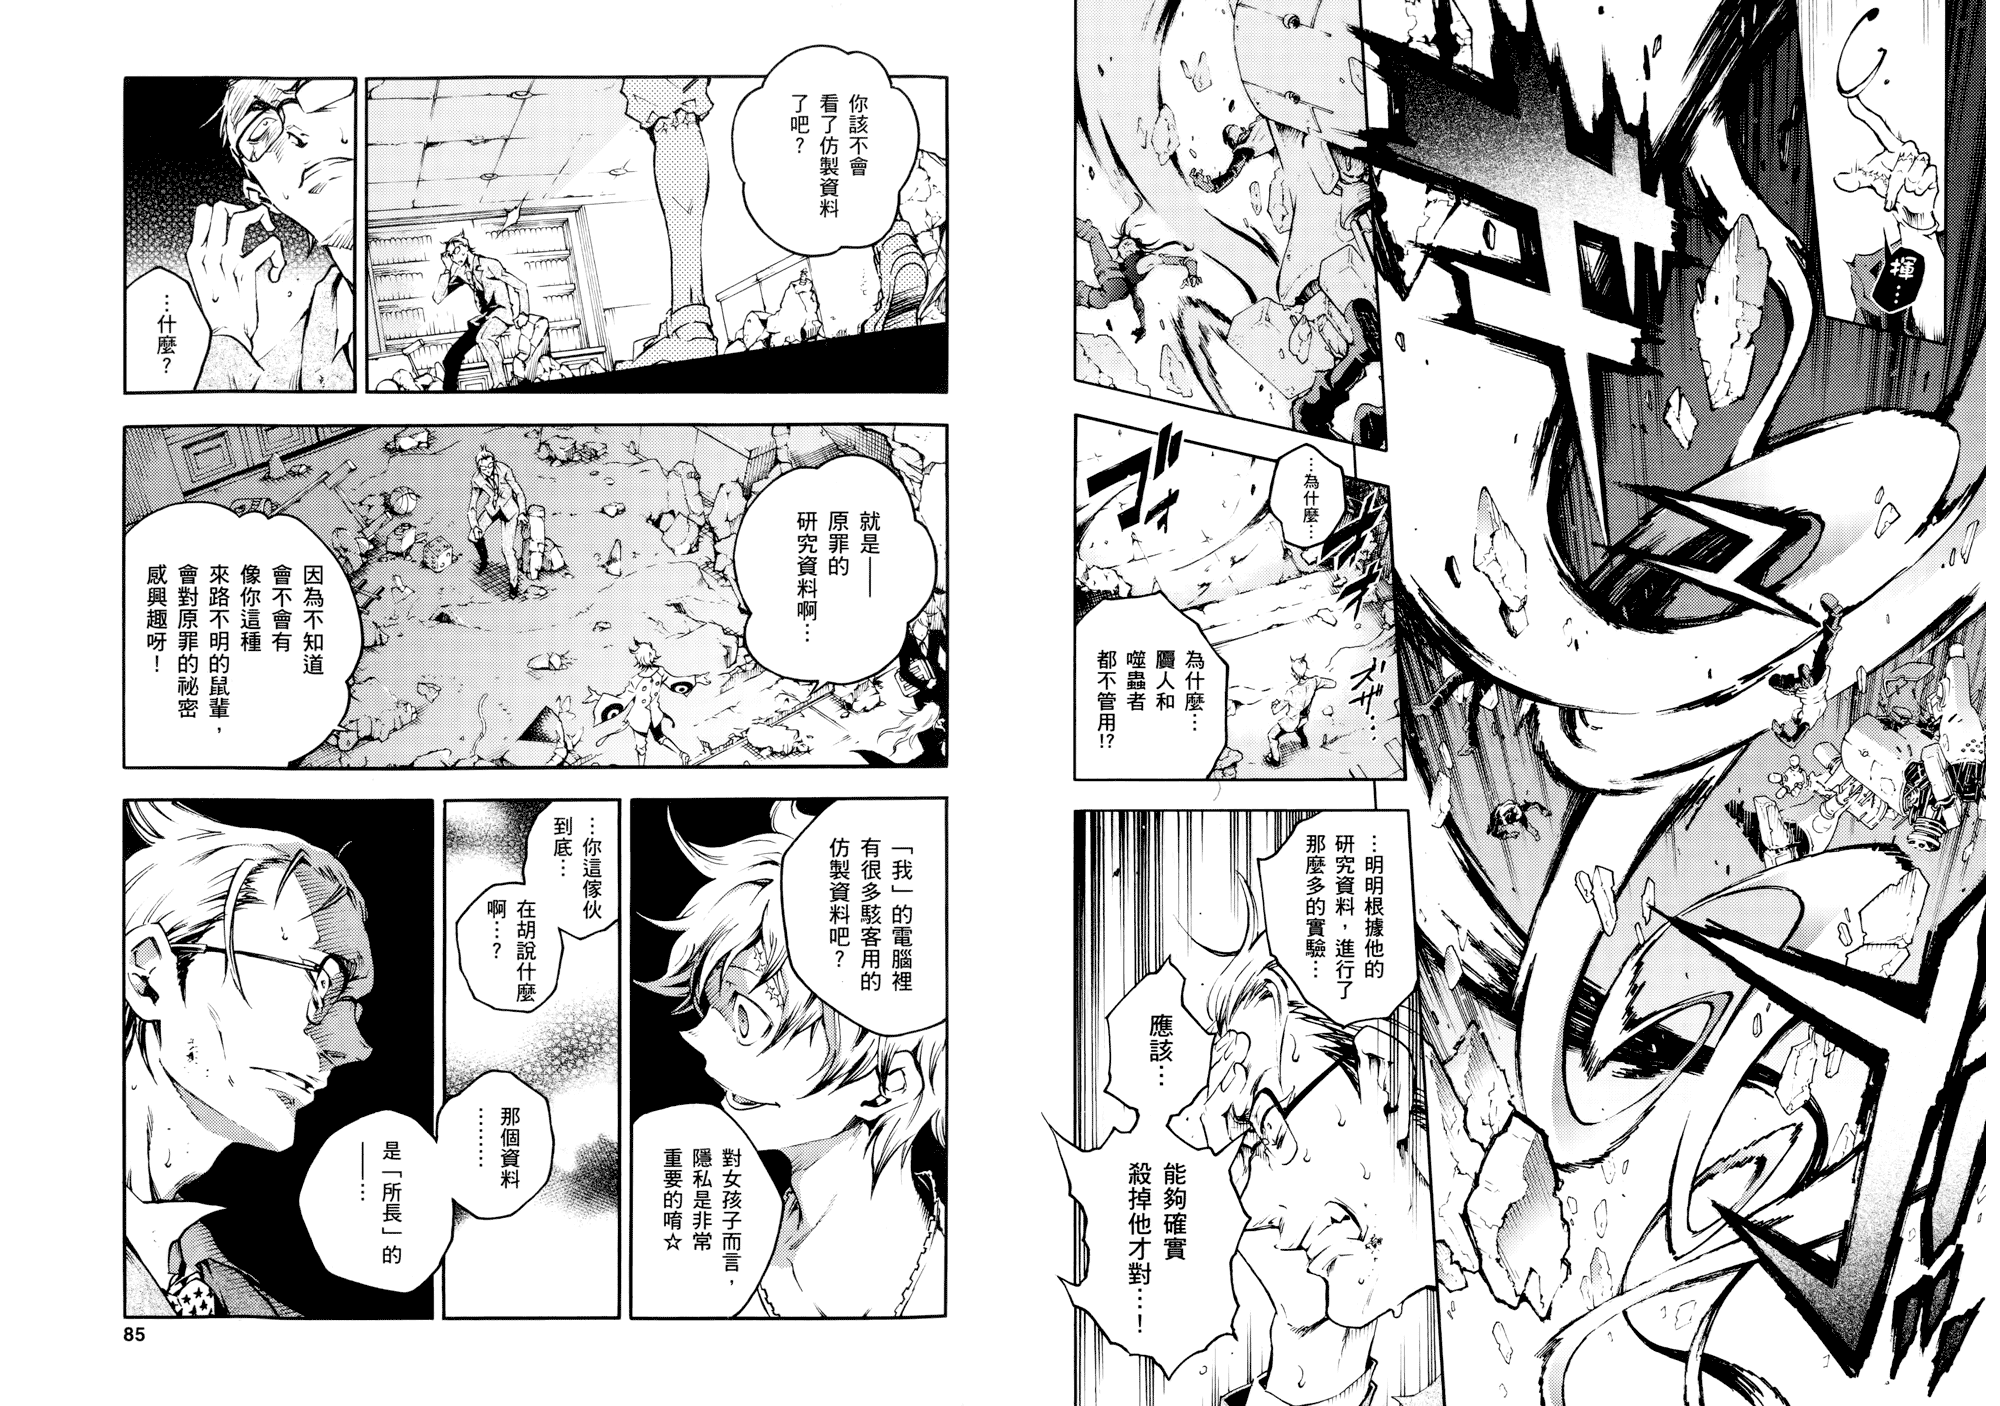 揮…
ギ
…為什麼…
為什麼…
贗人和
噬蟲者
都不管用!?
ズザ…
…明明根據他的
研究資料，進行了
那麼多的實驗…
應該…
能夠確實
殺掉他才對…！
你該不會
看了仿製資料
了吧？
…什麼？
就是——
原罪的
研究資料啊…
因為不知道
會不會有
像你這種
來路不明的鼠輩，
會對原罪的祕密
感興趣呀！
「我」的電腦裡
有很多駭客用的
仿製資料吧？
對女孩子而言，
隱私是非常
重要的唷☆
…你這傢伙
到底…
在胡說什麼
啊…？
那個資料
………
是「所長」的
——…
85